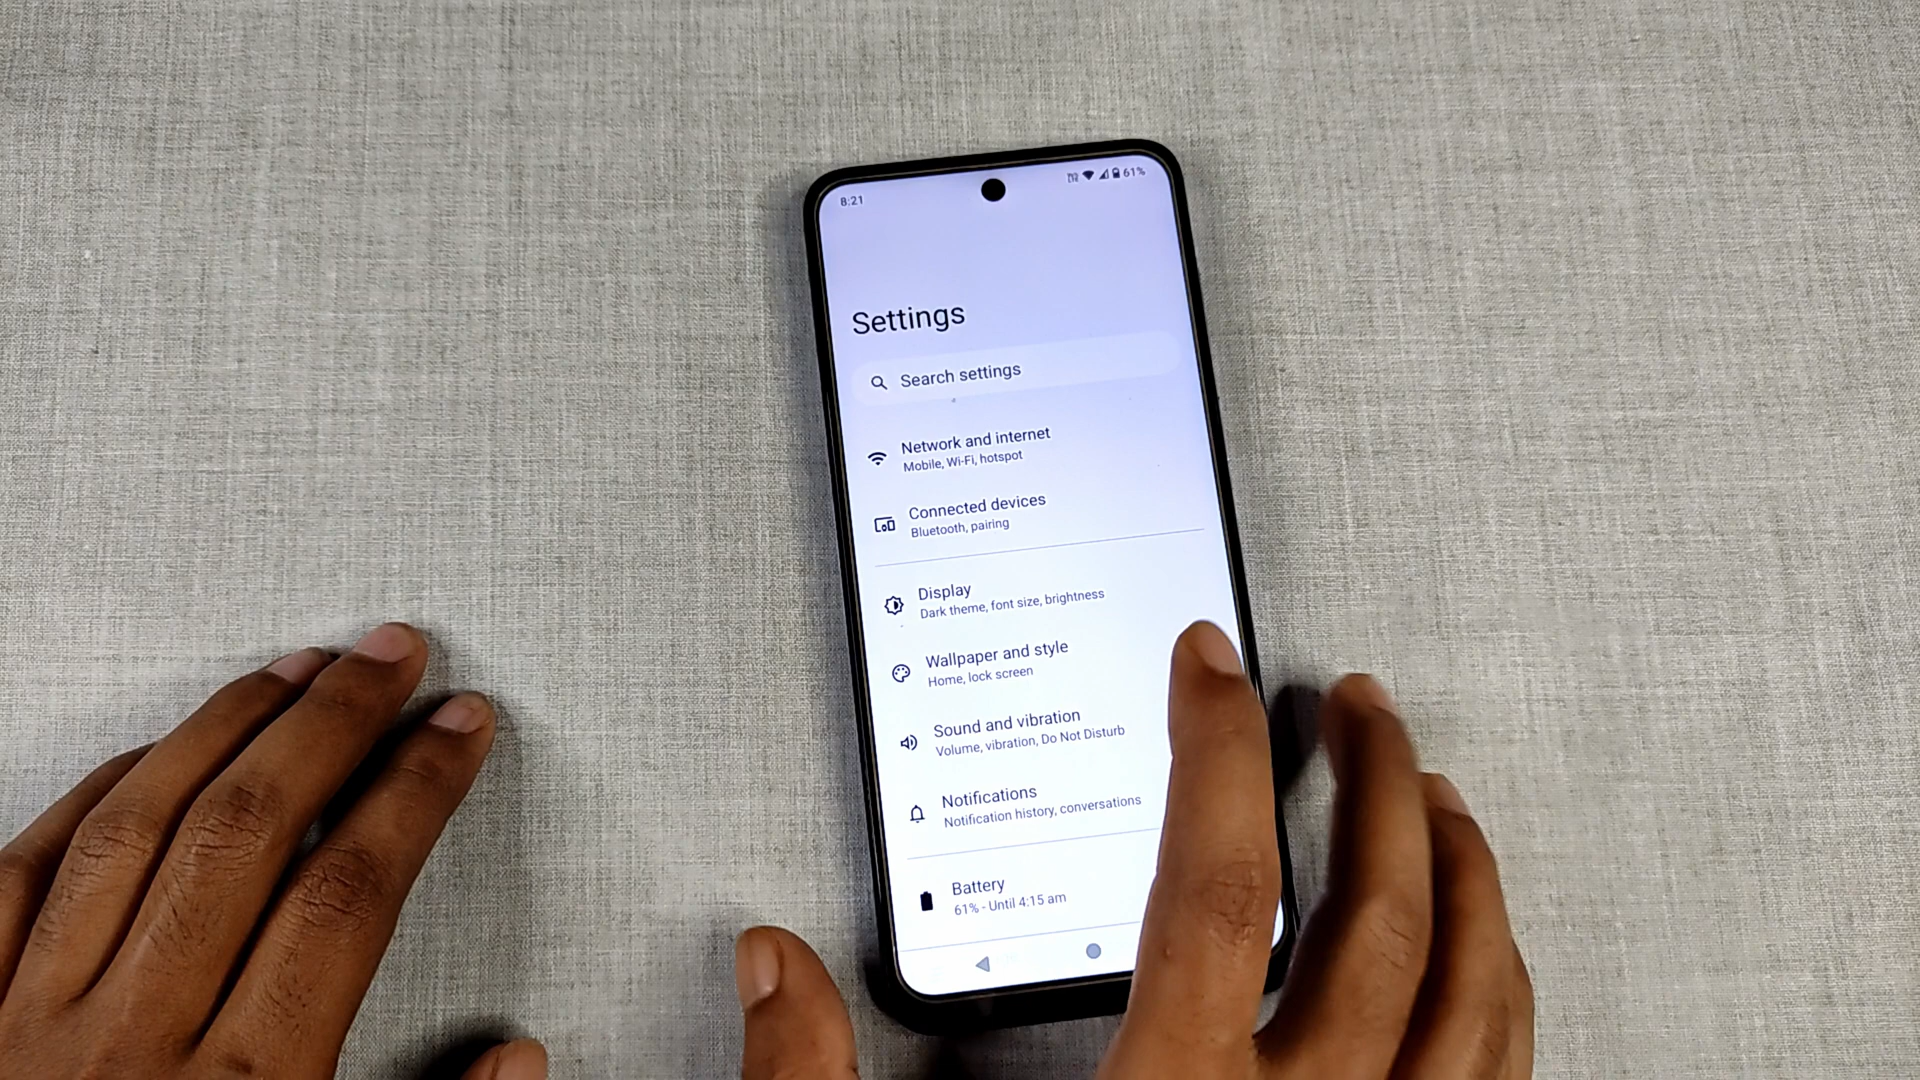 8:21
61%
Settings
Search settings
Network and internet
Mobile, Wi-Fi, hotspot
Connected devices
Bluetooth, pairing
Display
Dark theme, font size, brightness
Wallpaper and style
Home, lock screen
Sound and vibration
Volume, vibration, Do Not Disturb
Notifications
Notification history, conversations
Battery
61% - Until 4:15 am